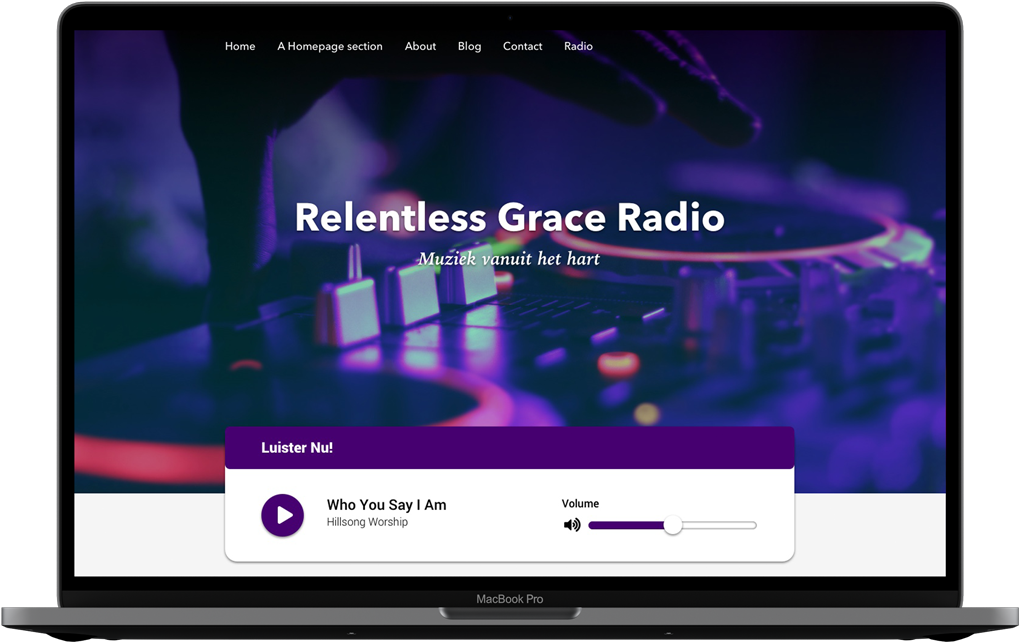 Home A Homepage section About Blog Contact Radio
Relentless Grace Radio
Muziek vanuit het hart
Luister Nu!
Who You Say I Am
Hillsong Worship
Volume
MacBook Pro